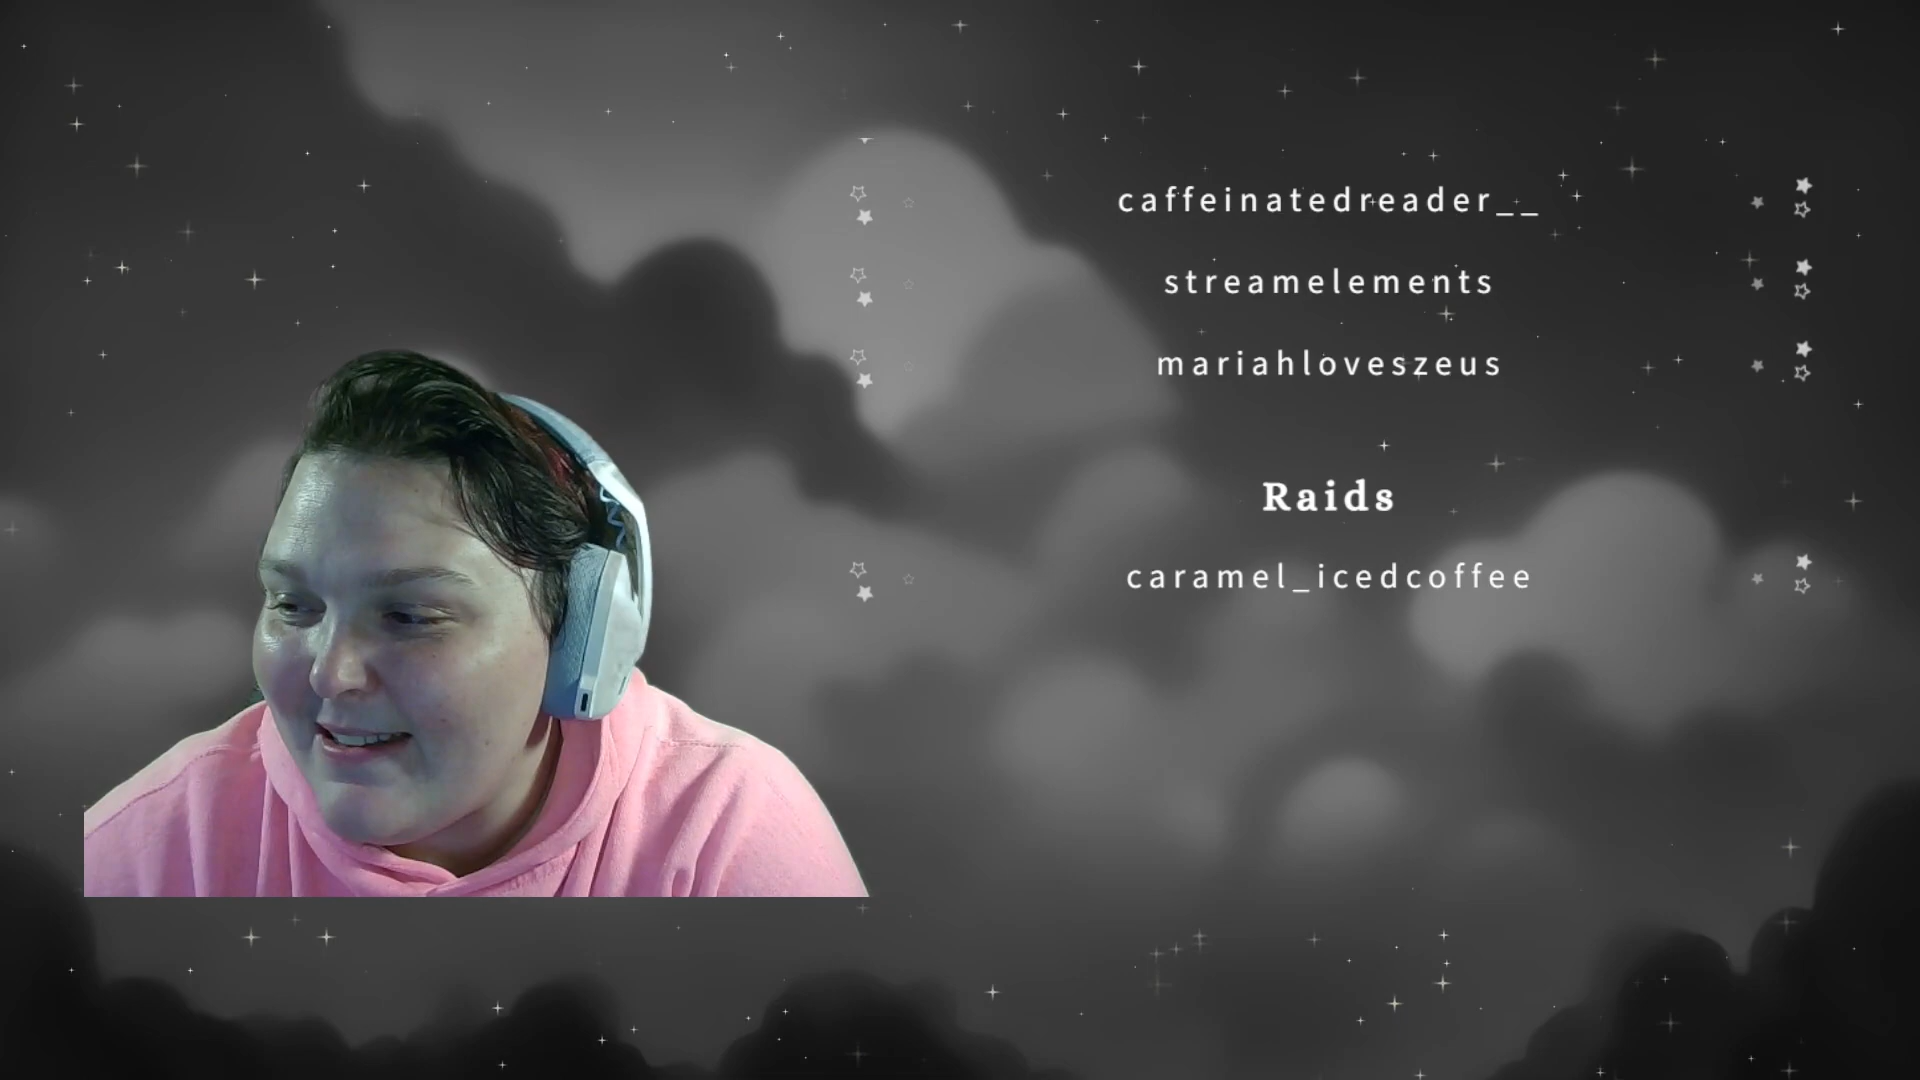 caffeinatedreader__
streamelements
mariahloveszeus
Raids
caramel_icedcoffee